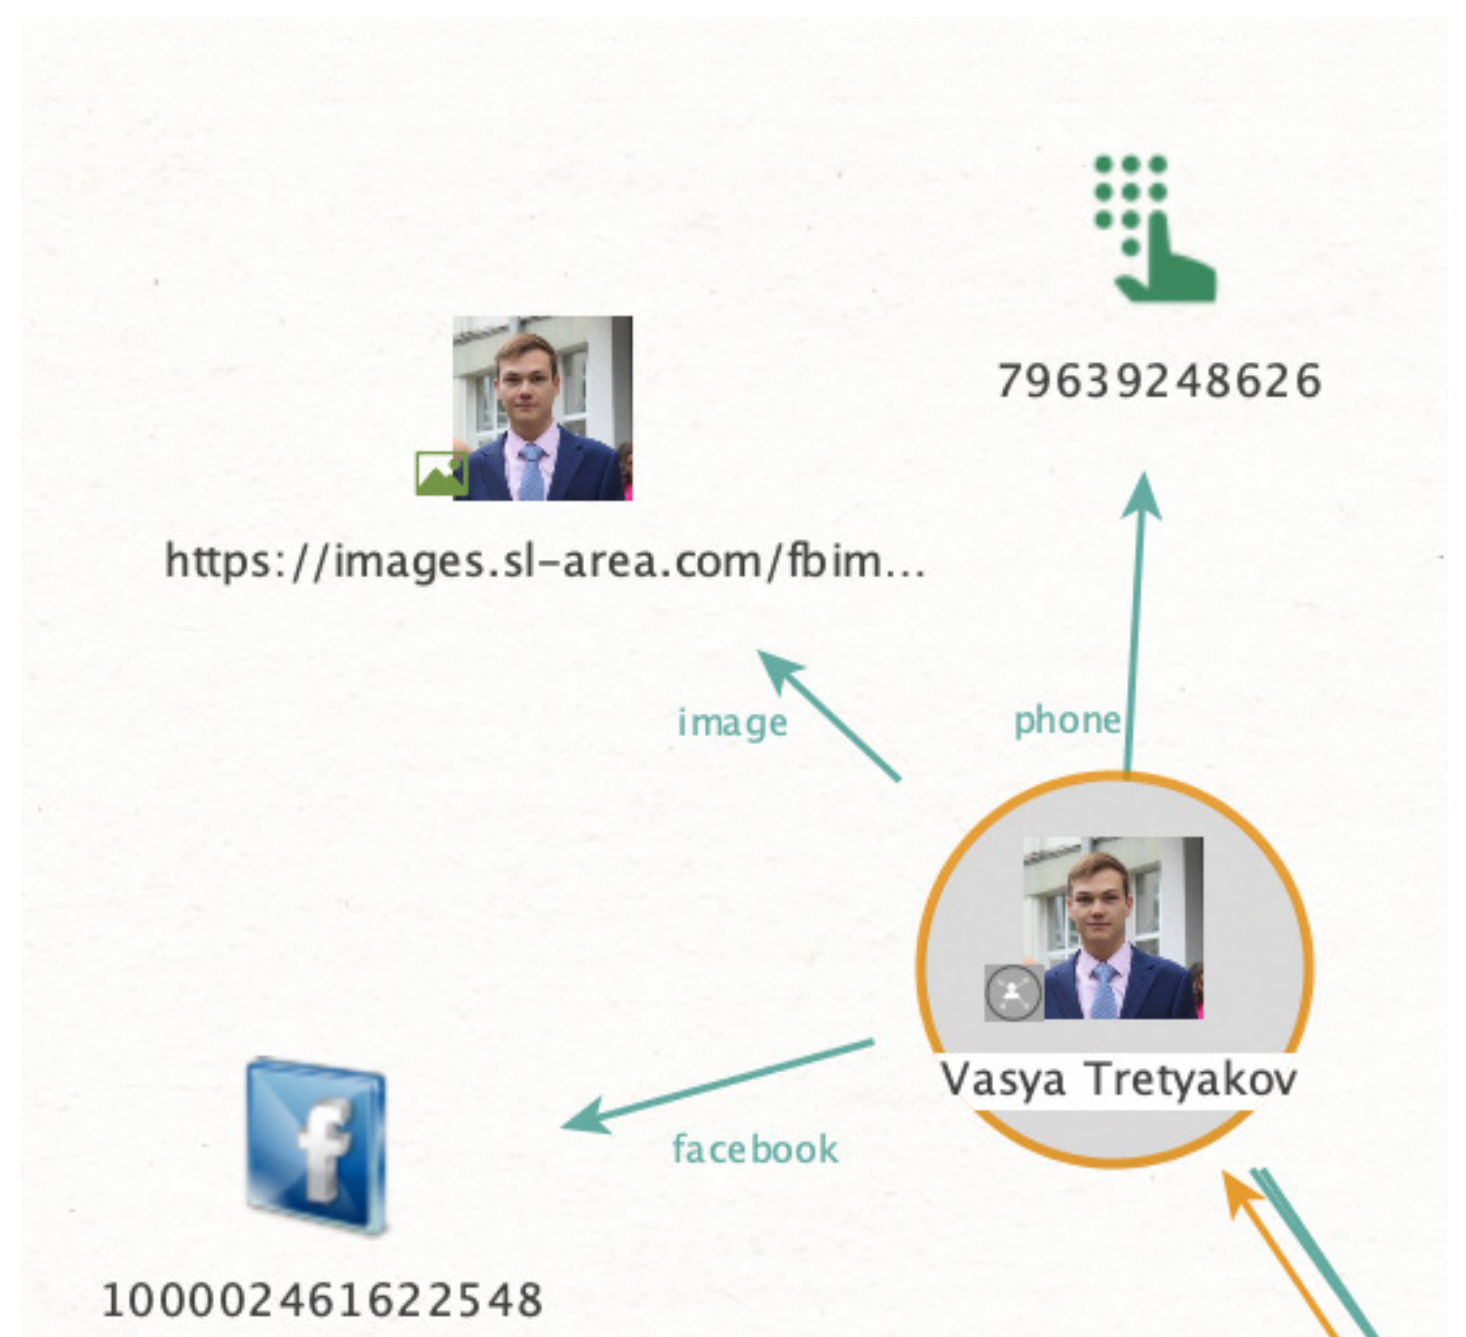 79639248626
https://images.sl-area.com/fbim...
image
phone
Vasya Tretyakov
facebook
100002461622548